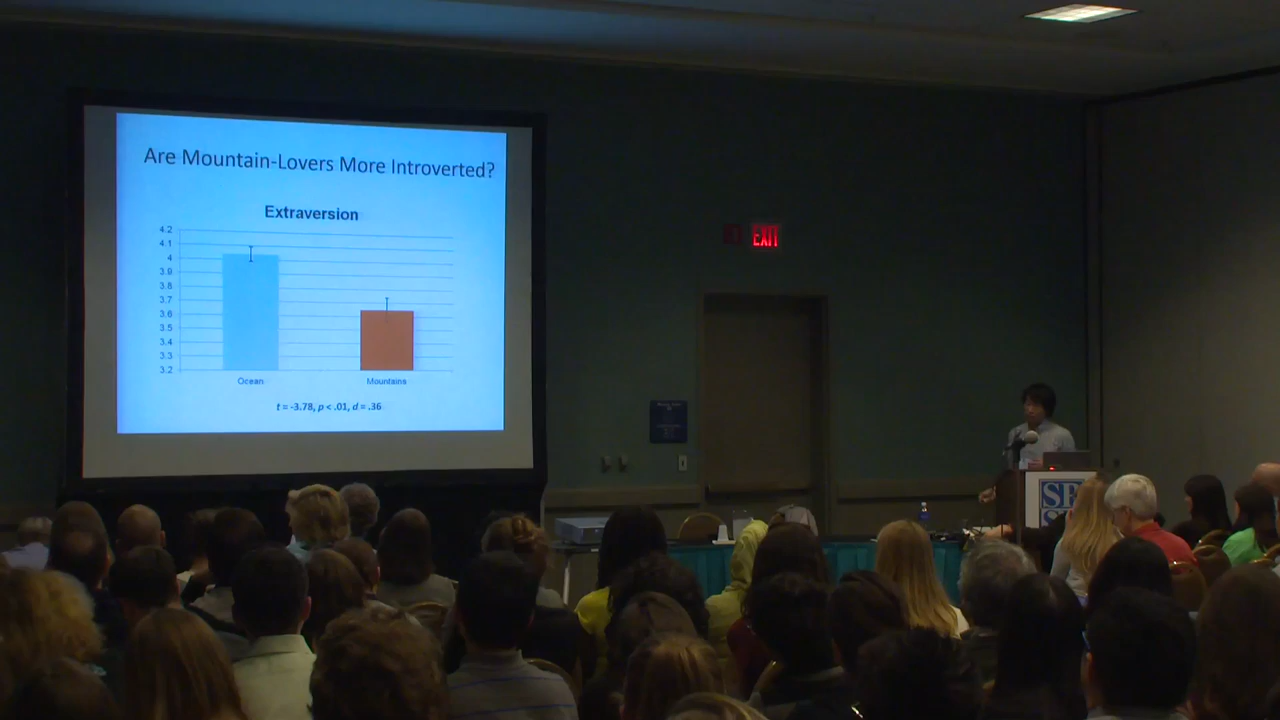 Are Mountain-Lovers More Introverted?
Extraversion
4.2
4.1
4
3.9
3.8
3.7
3.6
3.5
3.4
3.3
3.2
Ocean
Mountains
t = -3.78, p < .01, d = .36
EXIT
SP